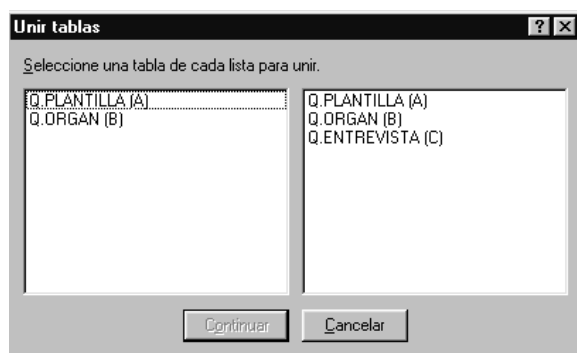 Unir tablas
Seleccione una tabla de cada lista para unir.
Q.PLANTILLA (A)
Q.ORGAN (B)
Q.PLANTILLA (A)
Q.ORGAN (B)
Q.ENTREVISTA (C)
Continuar
Cancelar